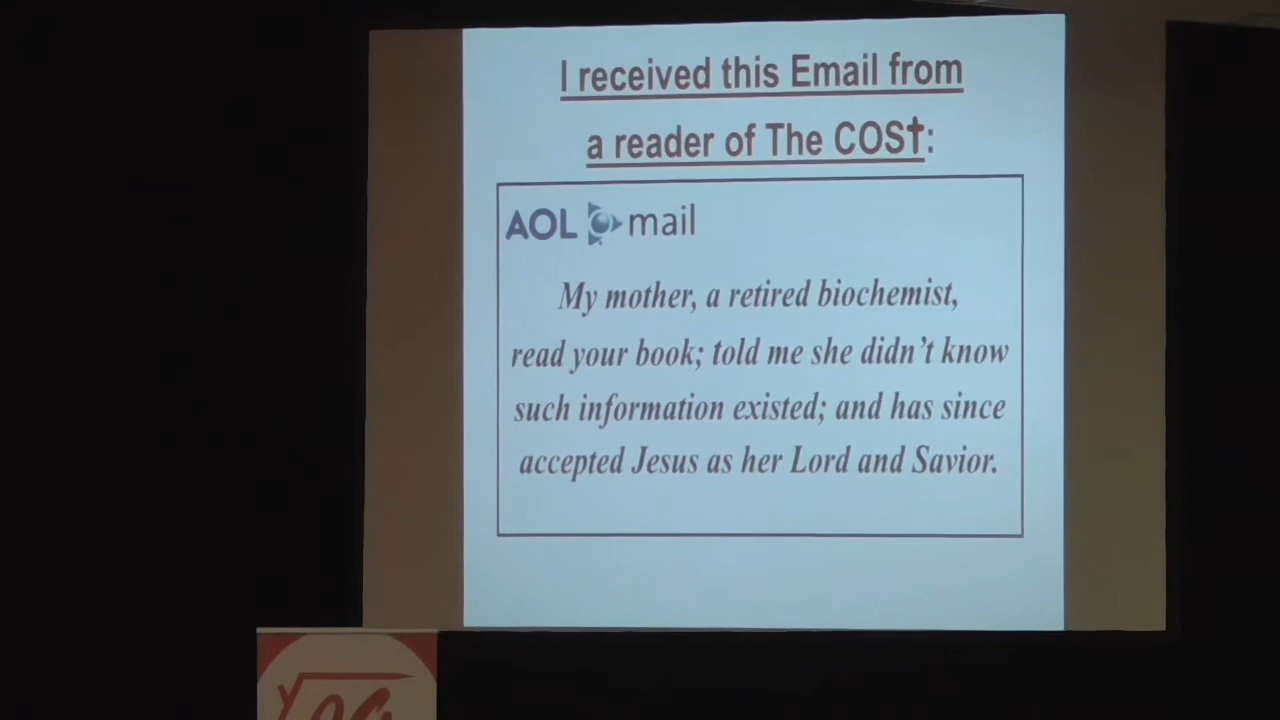 I received this Email from
a reader of The COS†:
AOL mail
My mother, a retired biochemist,
read your book; told me she didn't know
such information existed; and has since
accepted Jesus as her Lord and Savior.